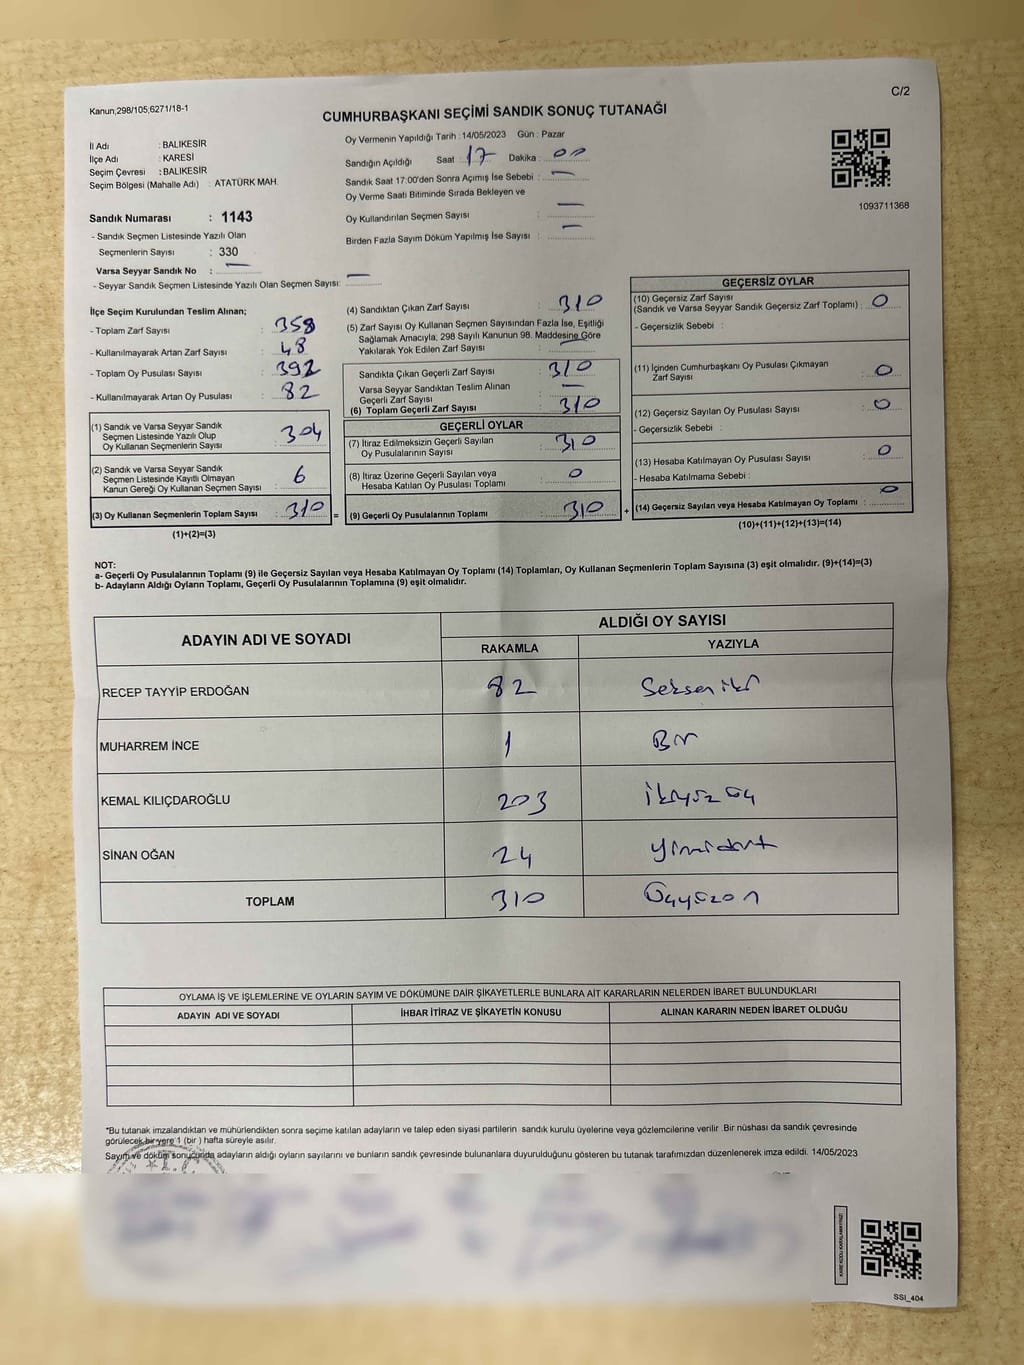 C/2
Kanun,298/105,6271/18-1
CUMHURBAŞKANI SEÇİMİ SANDIK SONUÇ TUTANAĞI
İl Adı : BALIKESİR
İlçe Adı : KARESİ
Seçim Çevresi : BALIKESİR
Seçim Bölgesi (Mahalle Adı) : ATATÜRK MAH.
Sandık Numarası : 1143
- Sandık Seçmen Listesinde Yazılı Olan
Seçmenlerin Sayısı : 330
Varsa Seyyar Sandık No : —
- Seyyar Sandık Seçmen Listesinde Yazılı Olan Seçmen Sayısı: —
Oy Vermenin Yapıldığı Tarih : 14/05/2023 Gün : Pazar
Sandığın Açıldığı Saat : 17 Dakika : 00
Sandık Saat 17:00'den Sonra Açımış İse Sebebi : —
Oy Verme Saati Bitiminde Sırada Bekleyen ve
Oy Kullandırılan Seçmen Sayısı : —
Birden Fazla Sayım Döküm Yapılmış İse Sayısı : —
1093711368
İlçe Seçim Kurulundan Teslim Alınan;
- Toplam Zarf Sayısı : 358
- Kullanılmayarak Artan Zarf Sayısı : 48
- Toplam Oy Pusulası Sayısı : 392
- Kullanılmayarak Artan Oy Pusulası : 82
(1) Sandık ve Varsa Seyyar Sandık
Seçmen Listesinde Yazılı Olup
Oy Kullanan Seçmenlerin Sayısı : 304
(2) Sandık ve Varsa Seyyar Sandık
Seçmen Listesinde Kayıtlı Olmayan
Kanun Gereği Oy Kullanan Seçmen Sayısı : 6
(3) Oy Kullanan Seçmenlerin Toplam Sayısı : 310 =
(1)+(2)=(3)
(4) Sandıktan Çıkan Zarf Sayısı : 310
(5) Zarf Sayısı Oy Kullanan Seçmen Sayısından Fazla İse, Eşitliği
Sağlamak Amacıyla, 298 Sayılı Kanunun 98. Maddesine Göre
Yakılarak Yok Edilen Zarf Sayısı : —
Sandıkta Çıkan Geçerli Zarf Sayısı : 310
Varsa Seyyar Sandıktan Teslim Alınan
Geçerli Zarf Sayısı : —
(6) Toplam Geçerli Zarf Sayısı : 310
GEÇERLİ OYLAR
(7) İtiraz Edilmeksizin Geçerli Sayılan
Oy Pusulalarının Sayısı : 310
(8) İtiraz Üzerine Geçerli Sayılan veya
Hesaba Katılan Oy Pusulası Toplamı : 0
(9) Geçerli Oy Pusulalarının Toplamı : 310 +
GEÇERSİZ OYLAR
(10) Geçersiz Zarf Sayısı
(Sandık ve Varsa Seyyar Sandık Geçersiz Zarf Toplamı) : 0
- Geçersizlik Sebebi :
(11) İçinden Cumhurbaşkanı Oy Pusulası Çıkmayan
Zarf Sayısı : 0
(12) Geçersiz Sayılan Oy Pusulası Sayısı : 0
- Geçersizlik Sebebi :
(13) Hesaba Katılmayan Oy Pusulası Sayısı : 0
- Hesaba Katılmama Sebebi :
(14) Geçersiz Sayılan veya Hesaba Katılmayan Oy Toplamı : 0
(10)+(11)+(12)+(13)=(14)
NOT:
a- Geçerli Oy Pusulalarının Toplamı (9) ile Geçersiz Sayılan veya Hesaba Katılmayan Oy Toplamı (14) Toplamları, Oy Kullanan Seçmenlerin Toplam Sayısına (3) eşit olmalıdır. (9)+(14)=(3)
b- Adayların Aldığı Oyların Toplamı, Geçerli Oy Pusulalarının Toplamına (9) eşit olmalıdır.
ADAYIN ADI VE SOYADI ALDIĞI OY SAYISI
RAKAMLA YAZIYLA
RECEP TAYYİP ERDOĞAN 82 Seksen iki
MUHARREM İNCE 1 Bir
KEMAL KILIÇDAROĞLU 203 ikiyüz üç
SİNAN OĞAN 24 yirmidört
TOPLAM 310 Üçyüz on
OYLAMA İŞ VE İŞLEMLERİNE VE OYLARIN SAYIM VE DÖKÜMÜNE DAİR ŞİKAYETLERLE BUNLARA AİT KARARLARIN NELERDEN İBARET BULUNDUKLARI
ADAYIN ADI VE SOYADI İHBAR İTİRAZ VE ŞİKAYETİN KONUSU ALINAN KARARIN NEDEN İBARET OLDUĞU
*Bu tutanak imzalandıktan ve mühürlendikten sonra seçime katılan adayların ve talep eden siyasi partilerin sandık kurulu üyelerine veya gözlemcilerine verilir .Bir nüshası da sandık çevresinde
görülecek bir yere 1 (bir ) hafta süreyle asılır.
Sayım ve döküm sonucunda adayların aldığı oyların sayılarını ve bunların sandık çevresinde bulunanlara duyurulduğunu gösteren bu tutanak tarafımızdan düzenlenerek imza edildi. 14/05/2023
T.C.
SSI_404